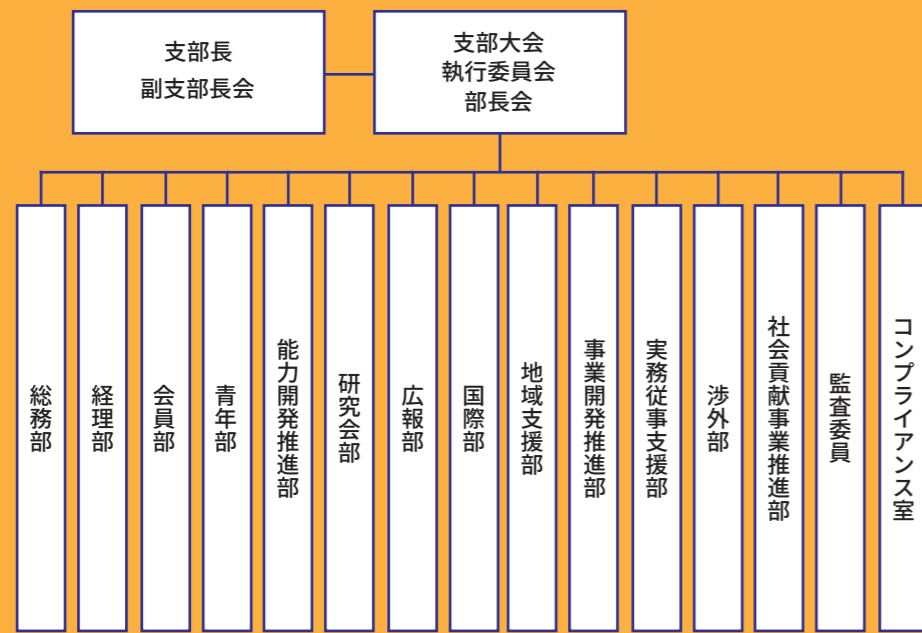 支部長
副支部長会
支部大会
執行委員会
部長会
総務部
経理部
会員部
青年部
能力開発推進部
研究会部
広報部
国際部
地域支援部
事業開発推進部
実務従事支援部
渉外部
社会貢献事業推進部
監査委員
コンプライアンス室